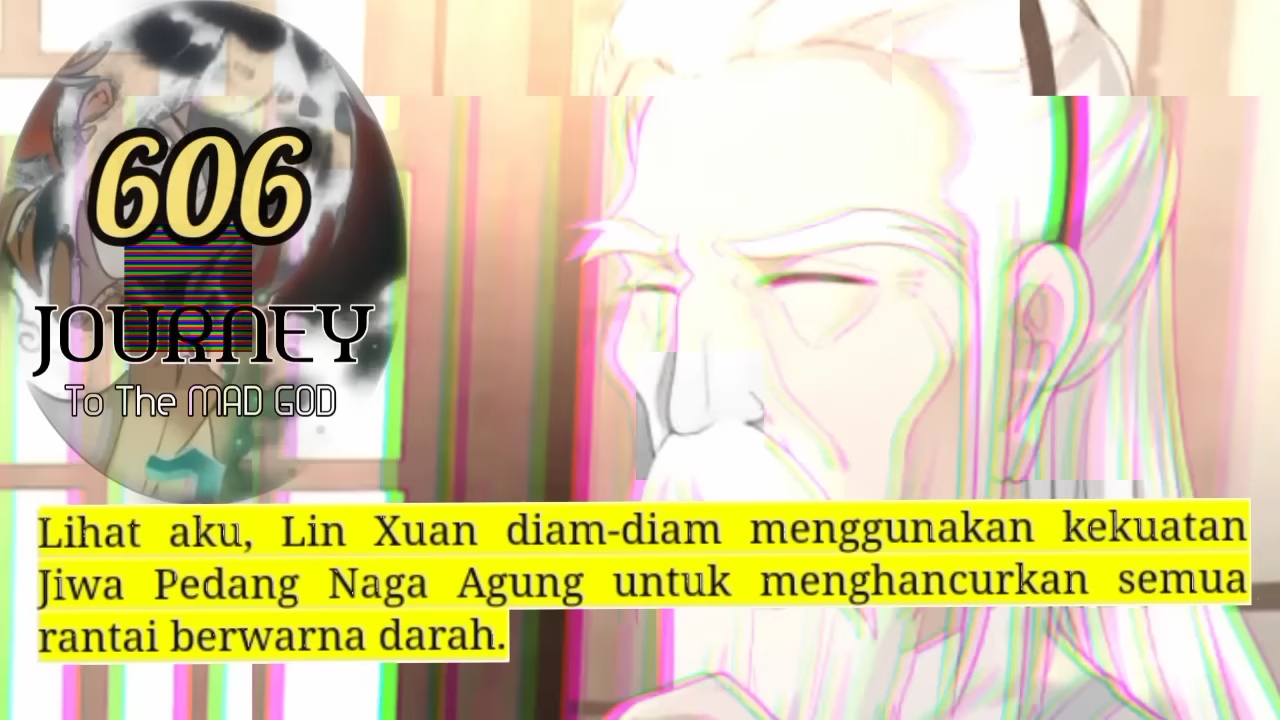 606
JOURNEY
To The MAD GOD
Lihat aku, Lin Xuan diam-diam menggunakan kekuatan
Jiwa Pedang Naga Agung untuk menghancurkan semua
rantai berwarna darah.